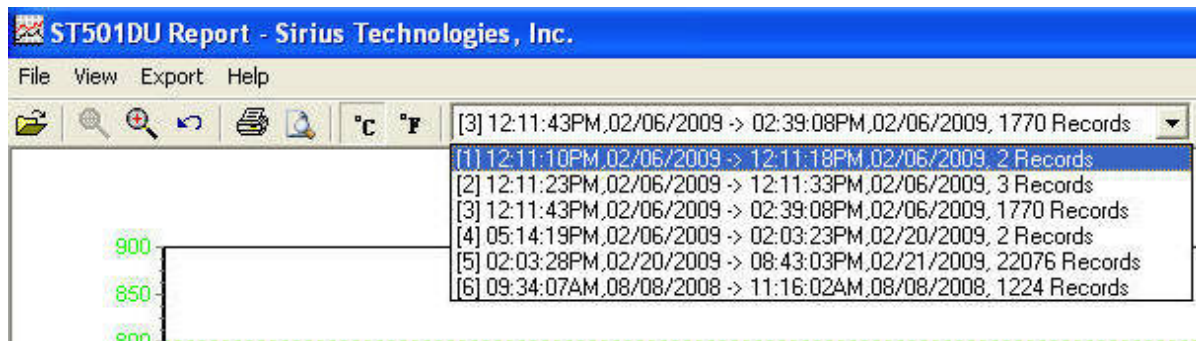 ST501DU Report - Sirius Technologies, Inc.
File View Export Help
°C °F [3] 12:11:43PM,02/06/2009 -> 02:39:08PM,02/06/2009, 1770 Records
[1] 12:11:10PM,02/06/2009 -> 12:11:18PM,02/06/2009, 2 Records
[2] 12:11:23PM,02/06/2009 -> 12:11:33PM,02/06/2009, 3 Records
[3] 12:11:43PM,02/06/2009 -> 02:39:08PM,02/06/2009, 1770 Records
[4] 05:14:19PM,02/06/2009 -> 02:03:23PM,02/20/2009, 2 Records
[5] 02:03:28PM,02/20/2009 -> 08:43:03PM,02/21/2009, 22076 Records
[6] 09:34:07AM,08/08/2008 -> 11:16:02AM,08/08/2008, 1224 Records
900
850
800